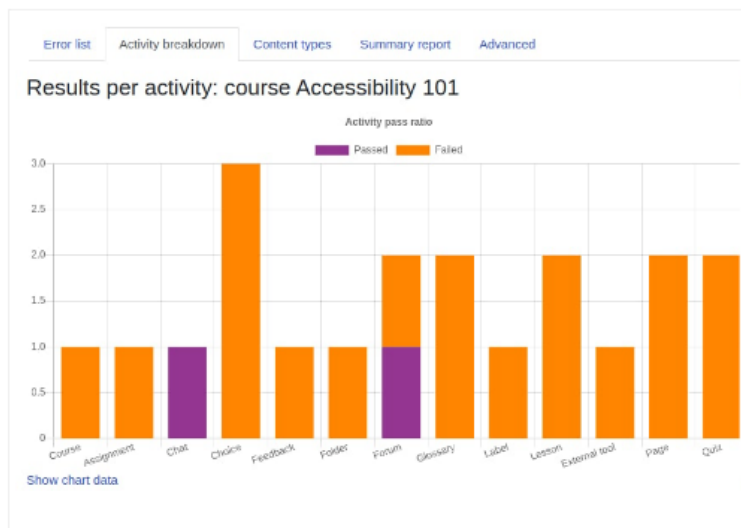 Error list Activity breakdown Content types Summary report Advanced
Results per activity: course Accessibility 101
Activity pass ratio
Passed Failed
3.0
2.5
2.0
1.5
1.0
0.5
0
Course Assignment Chat Choice Feedback Folder Forum Glossary Label Lesson External tool Page Quiz
Show chart data